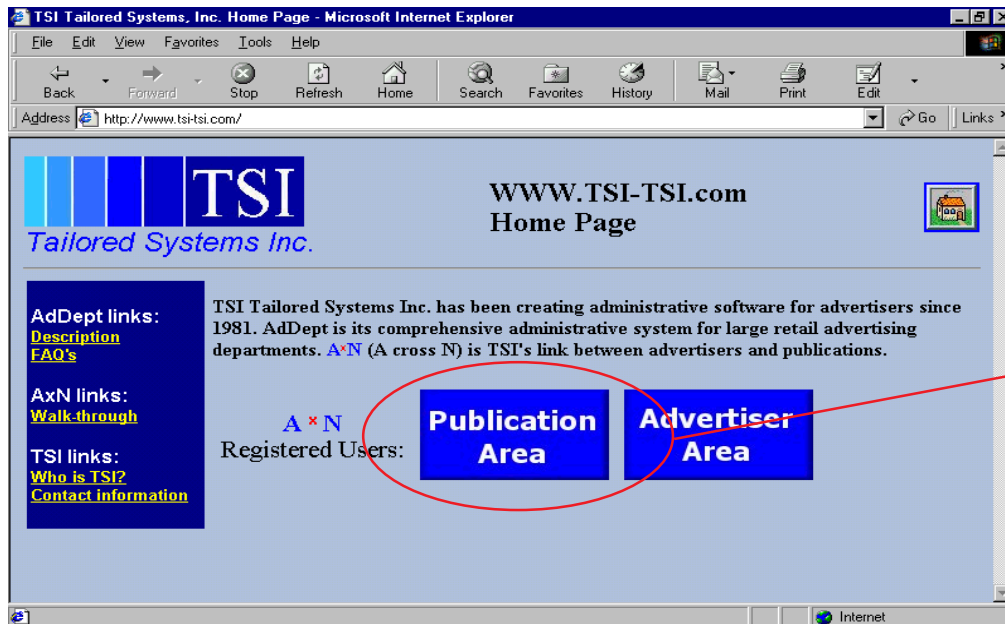 TSI Tailored Systems, Inc. Home Page - Microsoft Internet Explorer
File Edit View Favorites Tools Help
Back Forward Stop Refresh Home Search Favorites History Mail Print Edit
Address http://www.tsi-tsi.com/ Go Links
TSI
Tailored Systems Inc.
WWW.TSI-TSI.com
Home Page
AdDept links:
Description
FAQ's
AxN links:
Walk-through
TSI links:
Who is TSI?
Contact information
TSI Tailored Systems Inc. has been creating administrative software for advertisers since
1981. AdDept is its comprehensive administrative system for large retail advertising
departments. A×N (A cross N) is TSI's link between advertisers and publications.
A × N
Registered Users:
Publication
Area
Advertiser
Area
Internet